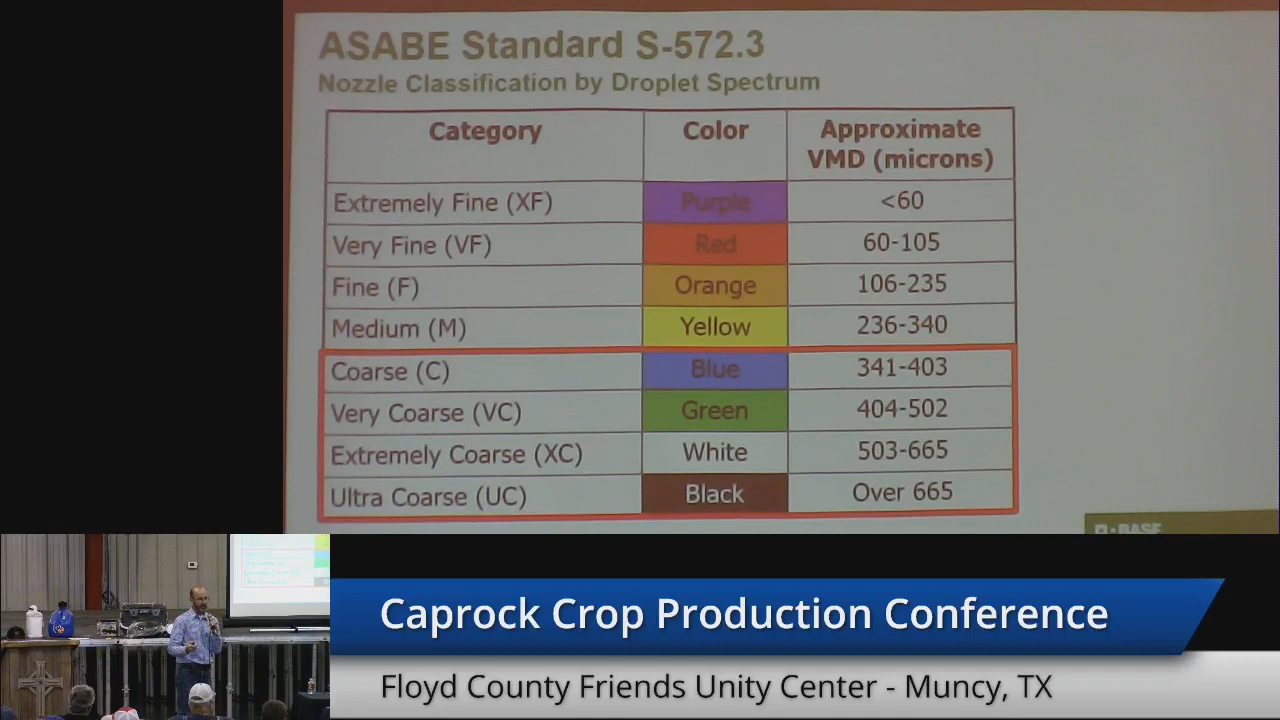 ASABE Standard S-572.3
Nozzle Classification by Droplet Spectrum
Category Color Approximate VMD (microns)
Extremely Fine (XF) Purple <60
Very Fine (VF) Red 60-105
Fine (F) Orange 106-235
Medium (M) Yellow 236-340
Coarse (C) Blue 341-403
Very Coarse (VC) Green 404-502
Extremely Coarse (XC) White 503-665
Ultra Coarse (UC) Black Over 665
BASF
Caprock Crop Production Conference
Floyd County Friends Unity Center - Muncy, TX